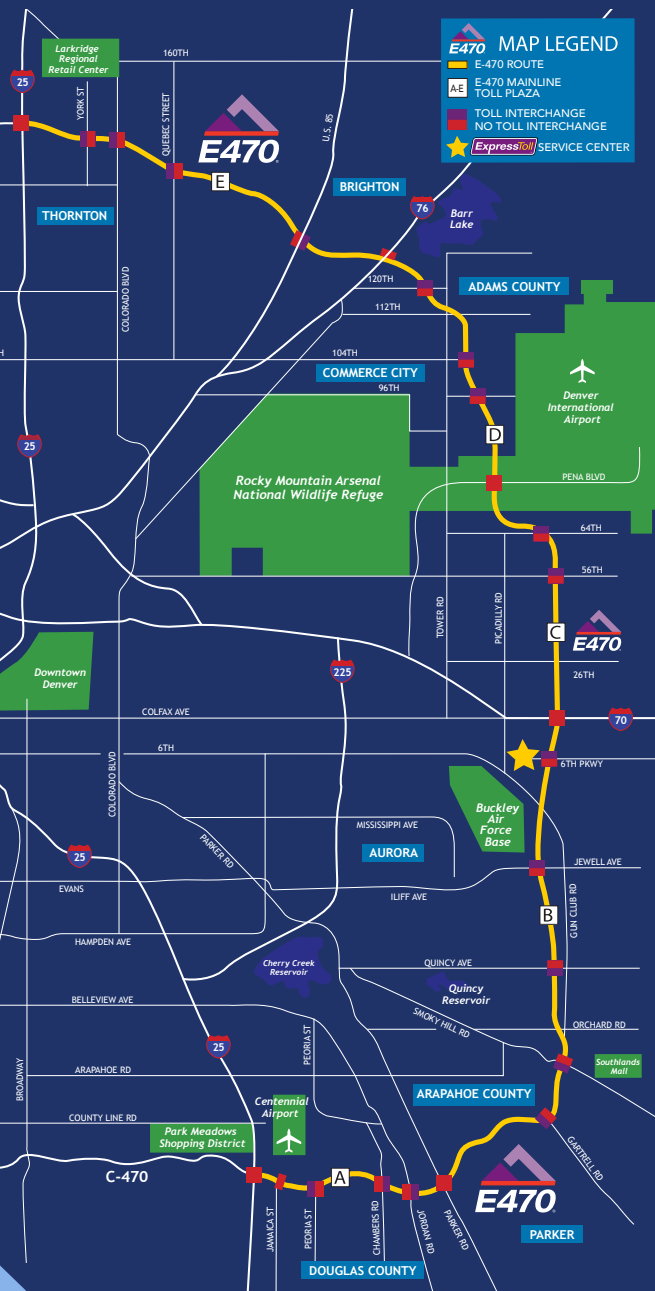 Larkridge
Regional
Retail Center
160TH
25
YORK ST
QUEBEC STREET
E470
U.S. 85
E470
MAP LEGEND
E-470 ROUTE
A-E
E-470 MAINLINE
TOLL PLAZA
TOLL INTERCHANGE
NO TOLL INTERCHANGE
ExpressToll SERVICE CENTER
E
BRIGHTON
76
Barr
Lake
THORNTON
COLORADO BLVD
120TH
ADAMS COUNTY
112TH
104TH
H
COMMERCE CITY
96TH
Denver
International
Airport
D
25
Rocky Mountain Arsenal
National Wildlife Refuge
PENA BLVD
64TH
56TH
TOWER RD
PICADILLY RD
C
E470
26TH
Downtown
Denver
225
COLFAX AVE
70
6TH
6TH PKWY
COLORADO BLVD
Buckley
Air
Force
Base
MISSISSIPPI AVE
PARKER RD
AURORA
25
JEWELL AVE
EVANS
ILIFF AVE
GUN CLUB RD
B
HAMPDEN AVE
Cherry Creek
Reservoir
QUINCY AVE
Quincy
Reservoir
BELLEVIEW AVE
SMOKY HILL RD
ORCHARD RD
25
PEORIA ST
BROADWAY
ARAPAHOE RD
Southlands
Mall
ARAPAHOE COUNTY
Centennial
Airport
COUNTY LINE RD
Park Meadows
Shopping District
GARTRELL RD
C-470
A
E470
JAMAICA ST
PEORIA ST
CHAMBERS RD
JORDAN RD
PARKER RD
PARKER
DOUGLAS COUNTY